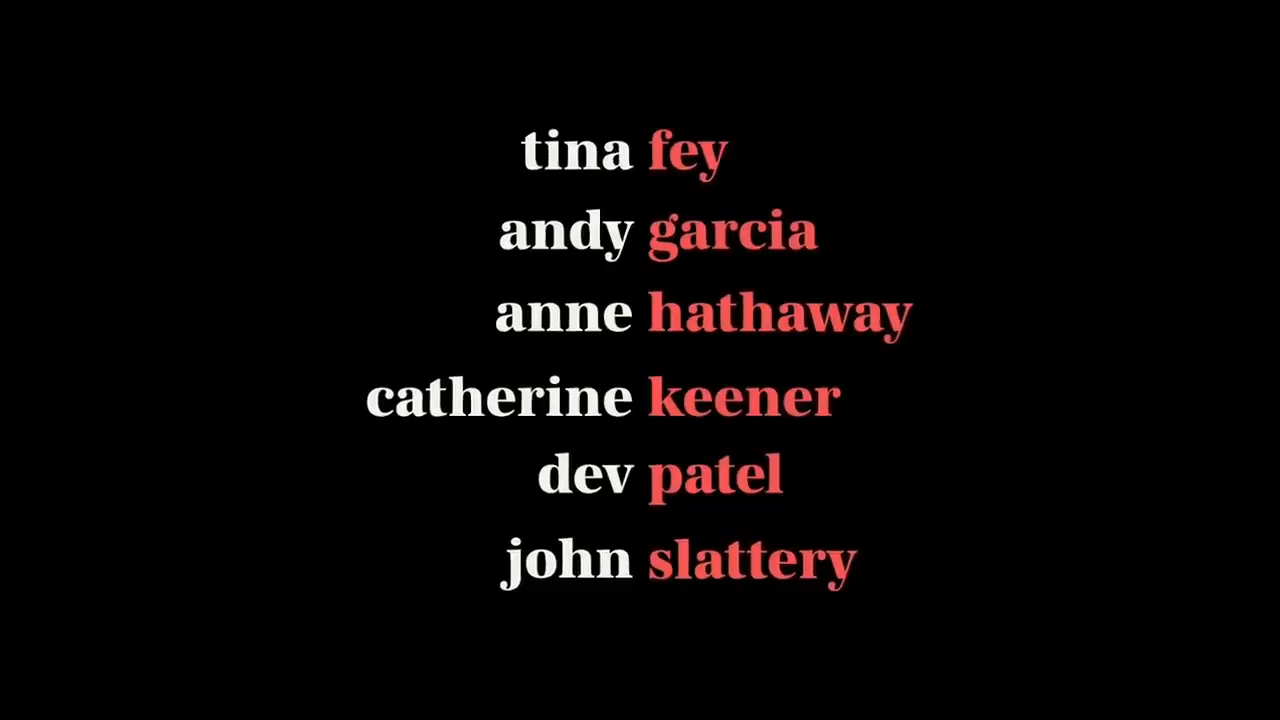 tina fey
andy garcia
anne hathaway
catherine keener
dev patel
john slattery